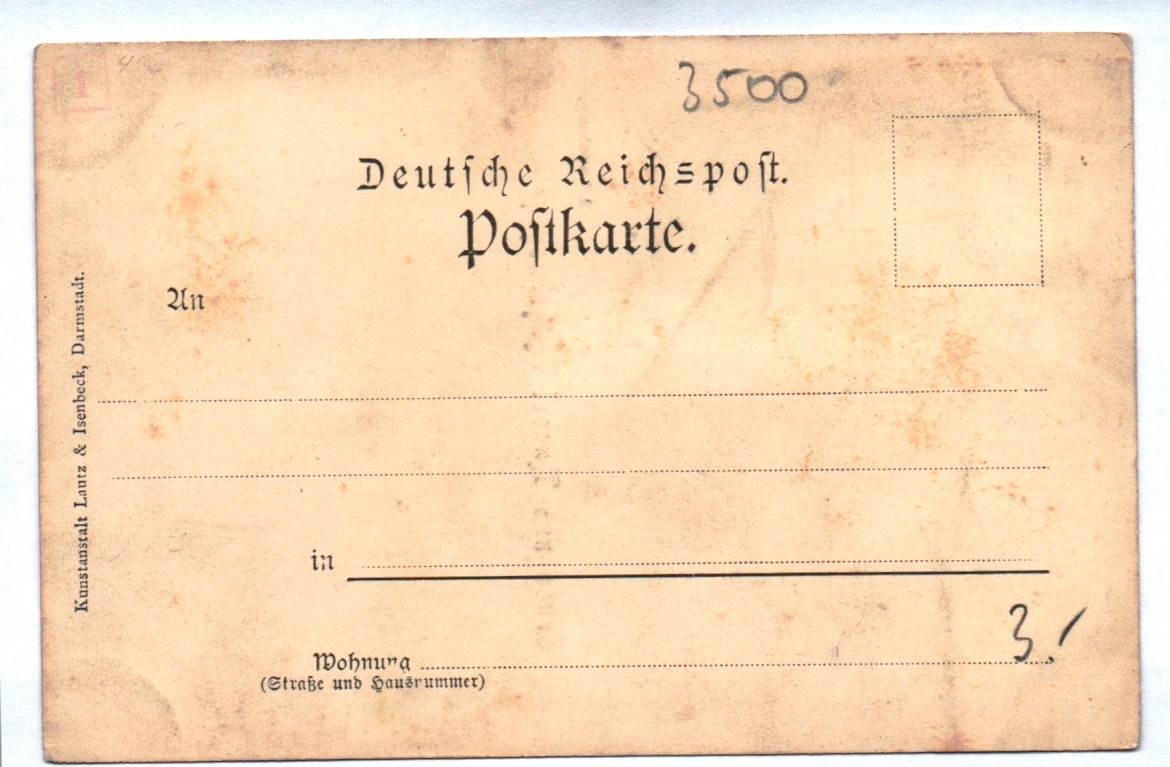 I
3500
Deutſche Reichspoſt.
Poſtkarte.
An
in
Wohnung
(Straße und Hausnummer)
3.
Kunstanstalt Lautz & Isenbeck, Darmstadt.